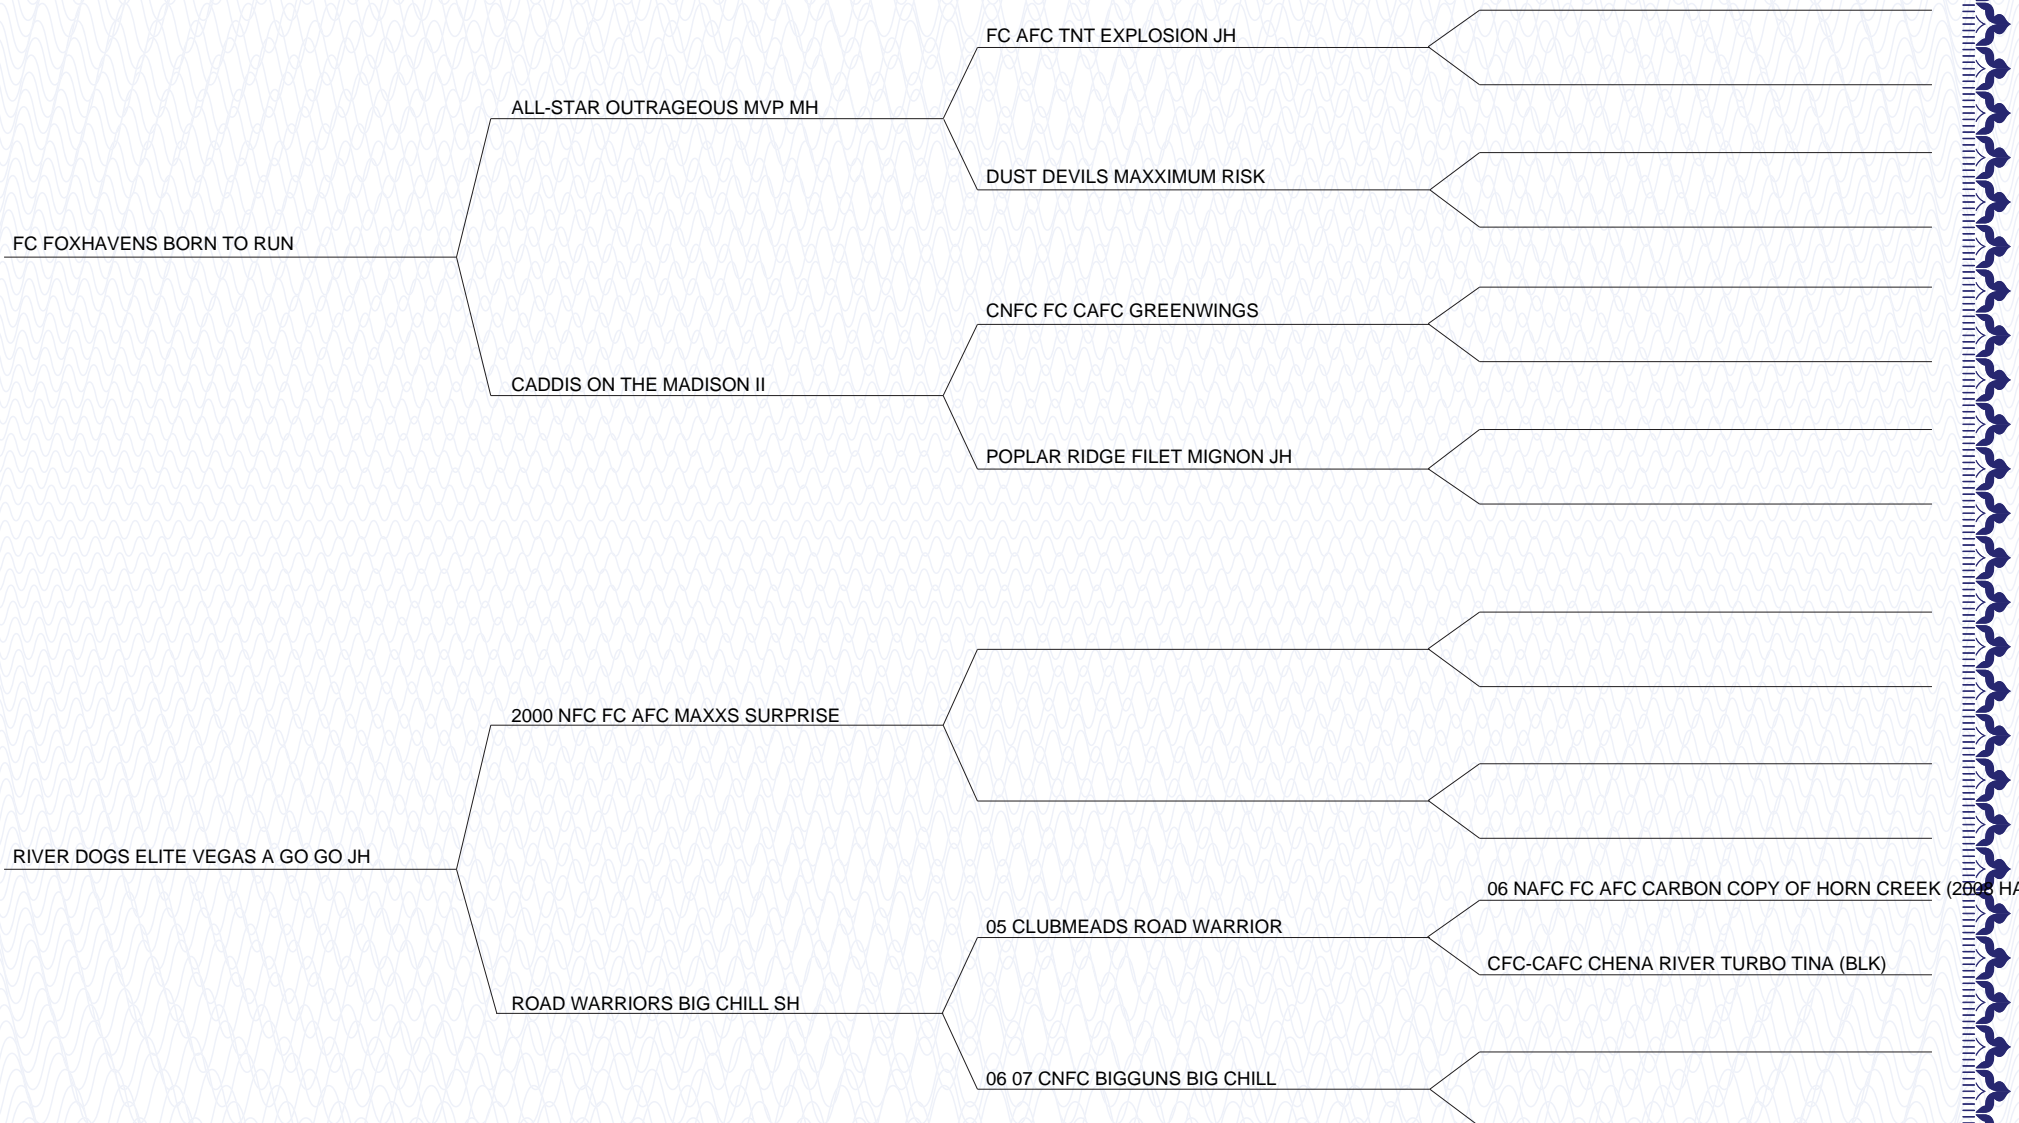 FC AFC TNT EXPLOSION JH
ALL-STAR OUTRAGEOUS MVP MH
DUST DEVILS MAXXIMUM RISK
FC FOXHAVENS BORN TO RUN
CNFC FC CAFC GREENWINGS
CADDIS ON THE MADISON II
POPLAR RIDGE FILET MIGNON JH
2000 NFC FC AFC MAXXS SURPRISE
RIVER DOGS ELITE VEGAS A GO GO JH
06 NAFC FC AFC CARBON COPY OF HORN CREEK (2008 HA
05 CLUBMEADS ROAD WARRIOR
CFC-CAFC CHENA RIVER TURBO TINA (BLK)
ROAD WARRIORS BIG CHILL SH
06 07 CNFC BIGGUNS BIG CHILL